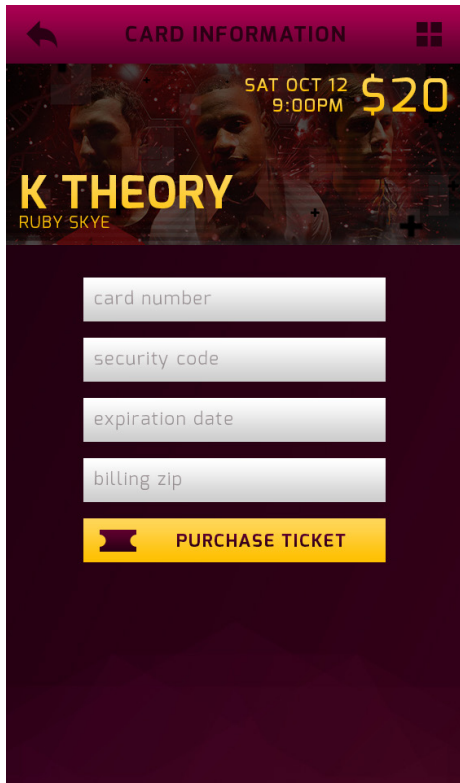 CARD INFORMATION
SAT OCT 12
9:00PM
$20
K THEORY
RUBY SKYE
card number
security code
expiration date
billing zip
PURCHASE TICKET